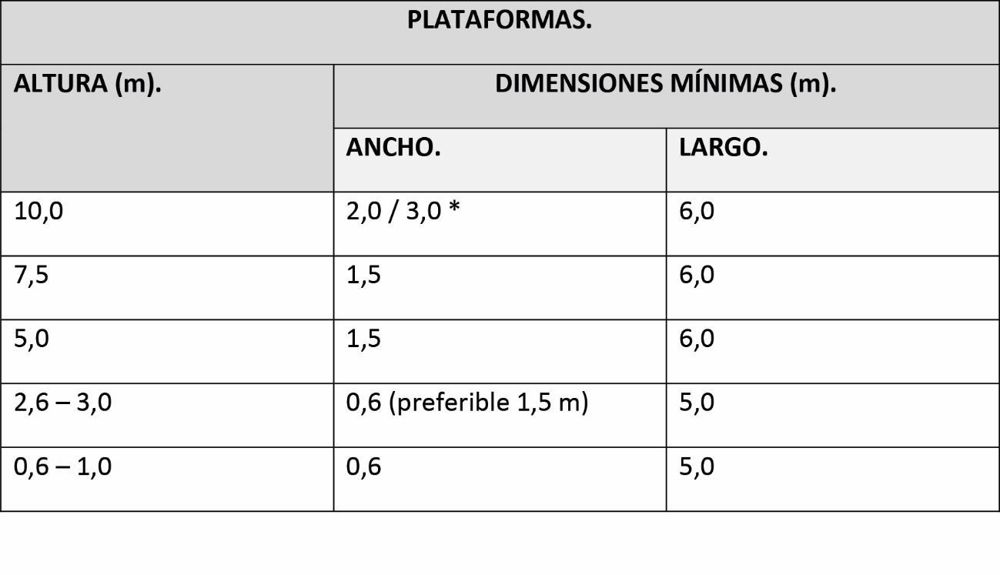 PLATAFORMAS.
ALTURA (m).
DIMENSIONES MÍNIMAS (m).
ANCHO.
LARGO.
10,0
2,0 / 3,0 *
6,0
7,5
1,5
6,0
5,0
1,5
6,0
2,6 – 3,0
0,6 (preferible 1,5 m)
5,0
0,6 – 1,0
0,6
5,0